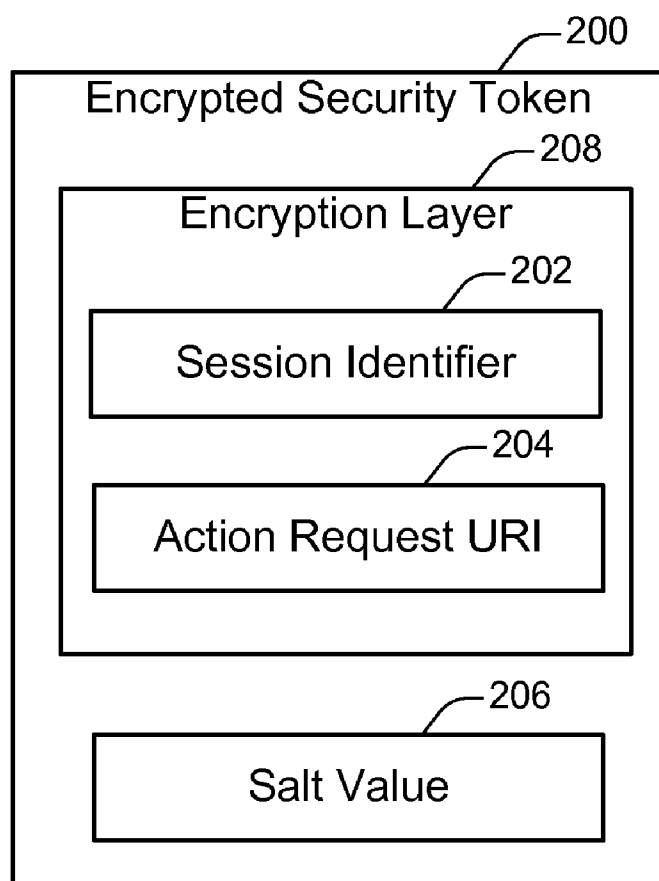 200
Encrypted Security Token
208
Encryption Layer
202
Session Identifier
204
Action Request URI
206
Salt Value